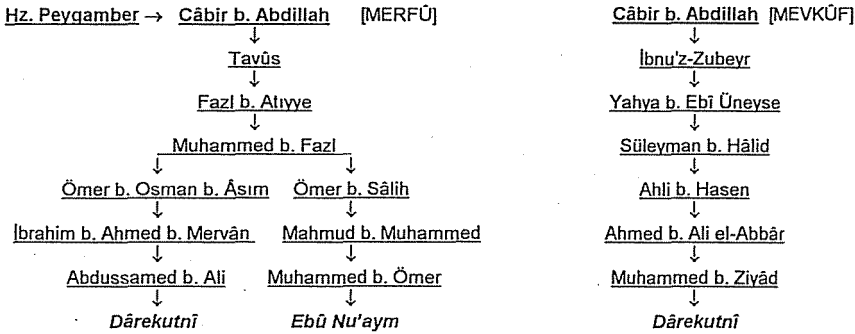 Hz. Peygamber → Câbir b. Abdillah [MERFÛ] Câbir b. Abdillah [MEVKÛF]
Tavûs İbnu'z-Zubeyr
Fazl b. Atıyye Yahya b. Ebî Üneyse
Muhammed b. Fazl Süleyman b. Hâlid
Ömer b. Osman b. Âsım Ömer b. Sâlih Ahli b. Hasen
İbrahim b. Ahmed b. Mervân Mahmud b. Muhammed Ahmed b. Ali el-Abbâr
Abdussamed b. Ali Muhammed b. Ömer Muhammed b. Ziyâd
Dârekutnî Ebû Nu'aym Dârekutnî